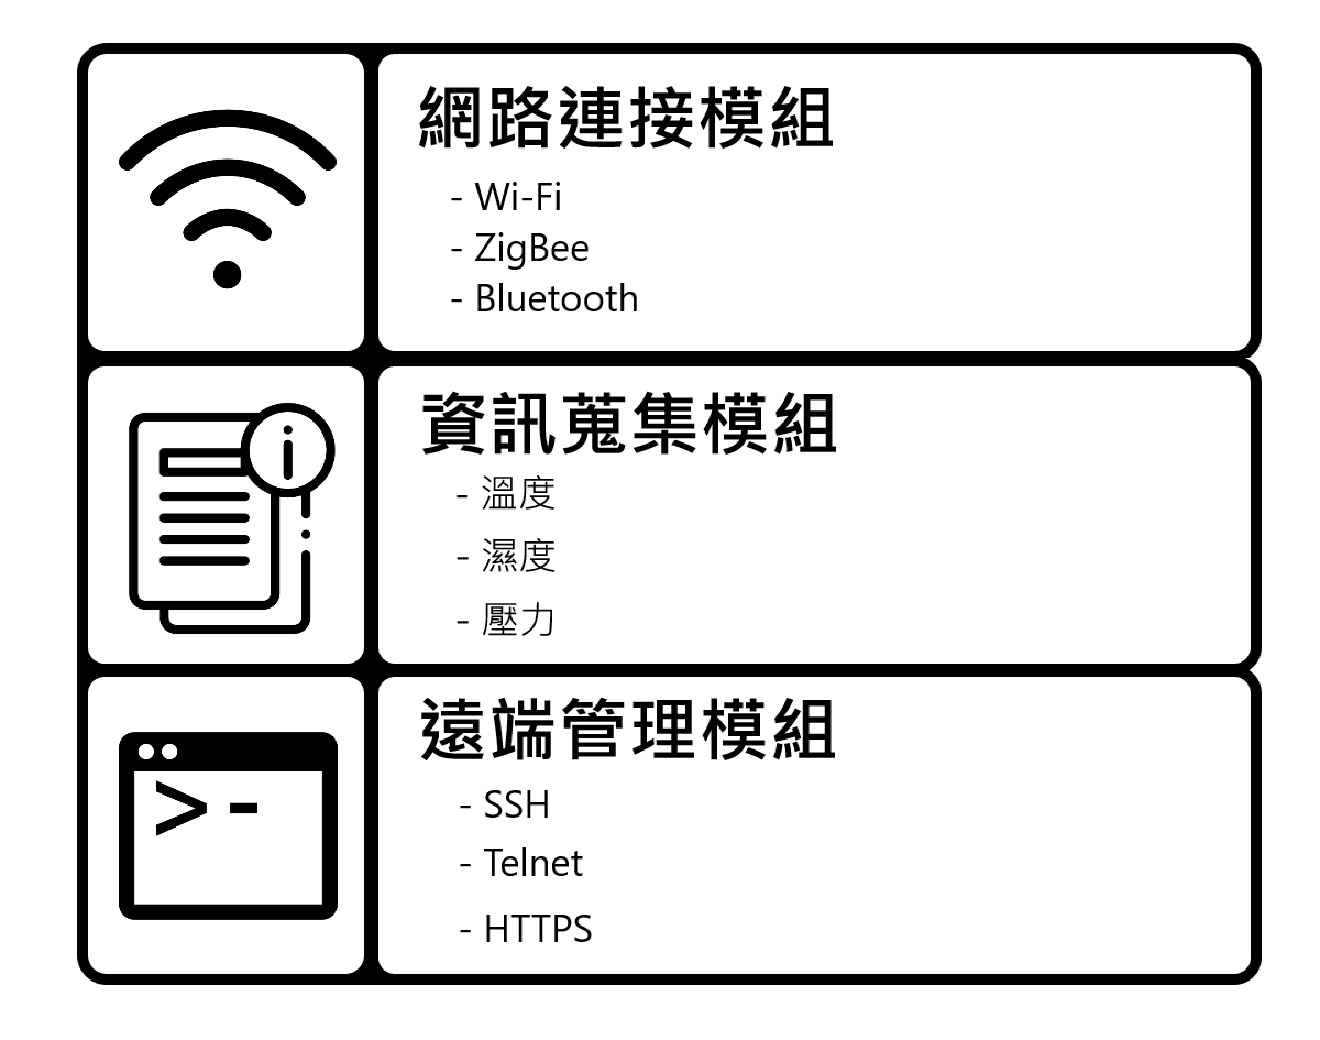 網路連接模組
- Wi-Fi
- ZigBee
- Bluetooth
資訊蒐集模組
- 溫度
- 濕度
- 壓力
遠端管理模組
- SSH
- Telnet
- HTTPS